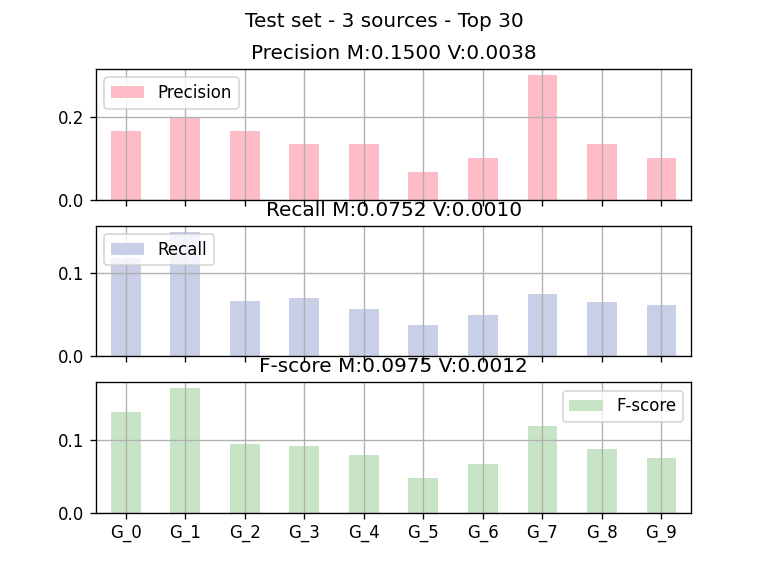 Test set - 3 sources - Top 30
Precision M:0.1500 V:0.0038
Precision
0.2
0.0
Recall M:0.0752 V:0.0010
Recall
0.1
0.0
F-score M:0.0975 V:0.0012
F-score
0.1
0.0
G_0 G_1 G_2 G_3 G_4 G_5 G_6 G_7 G_8 G_9